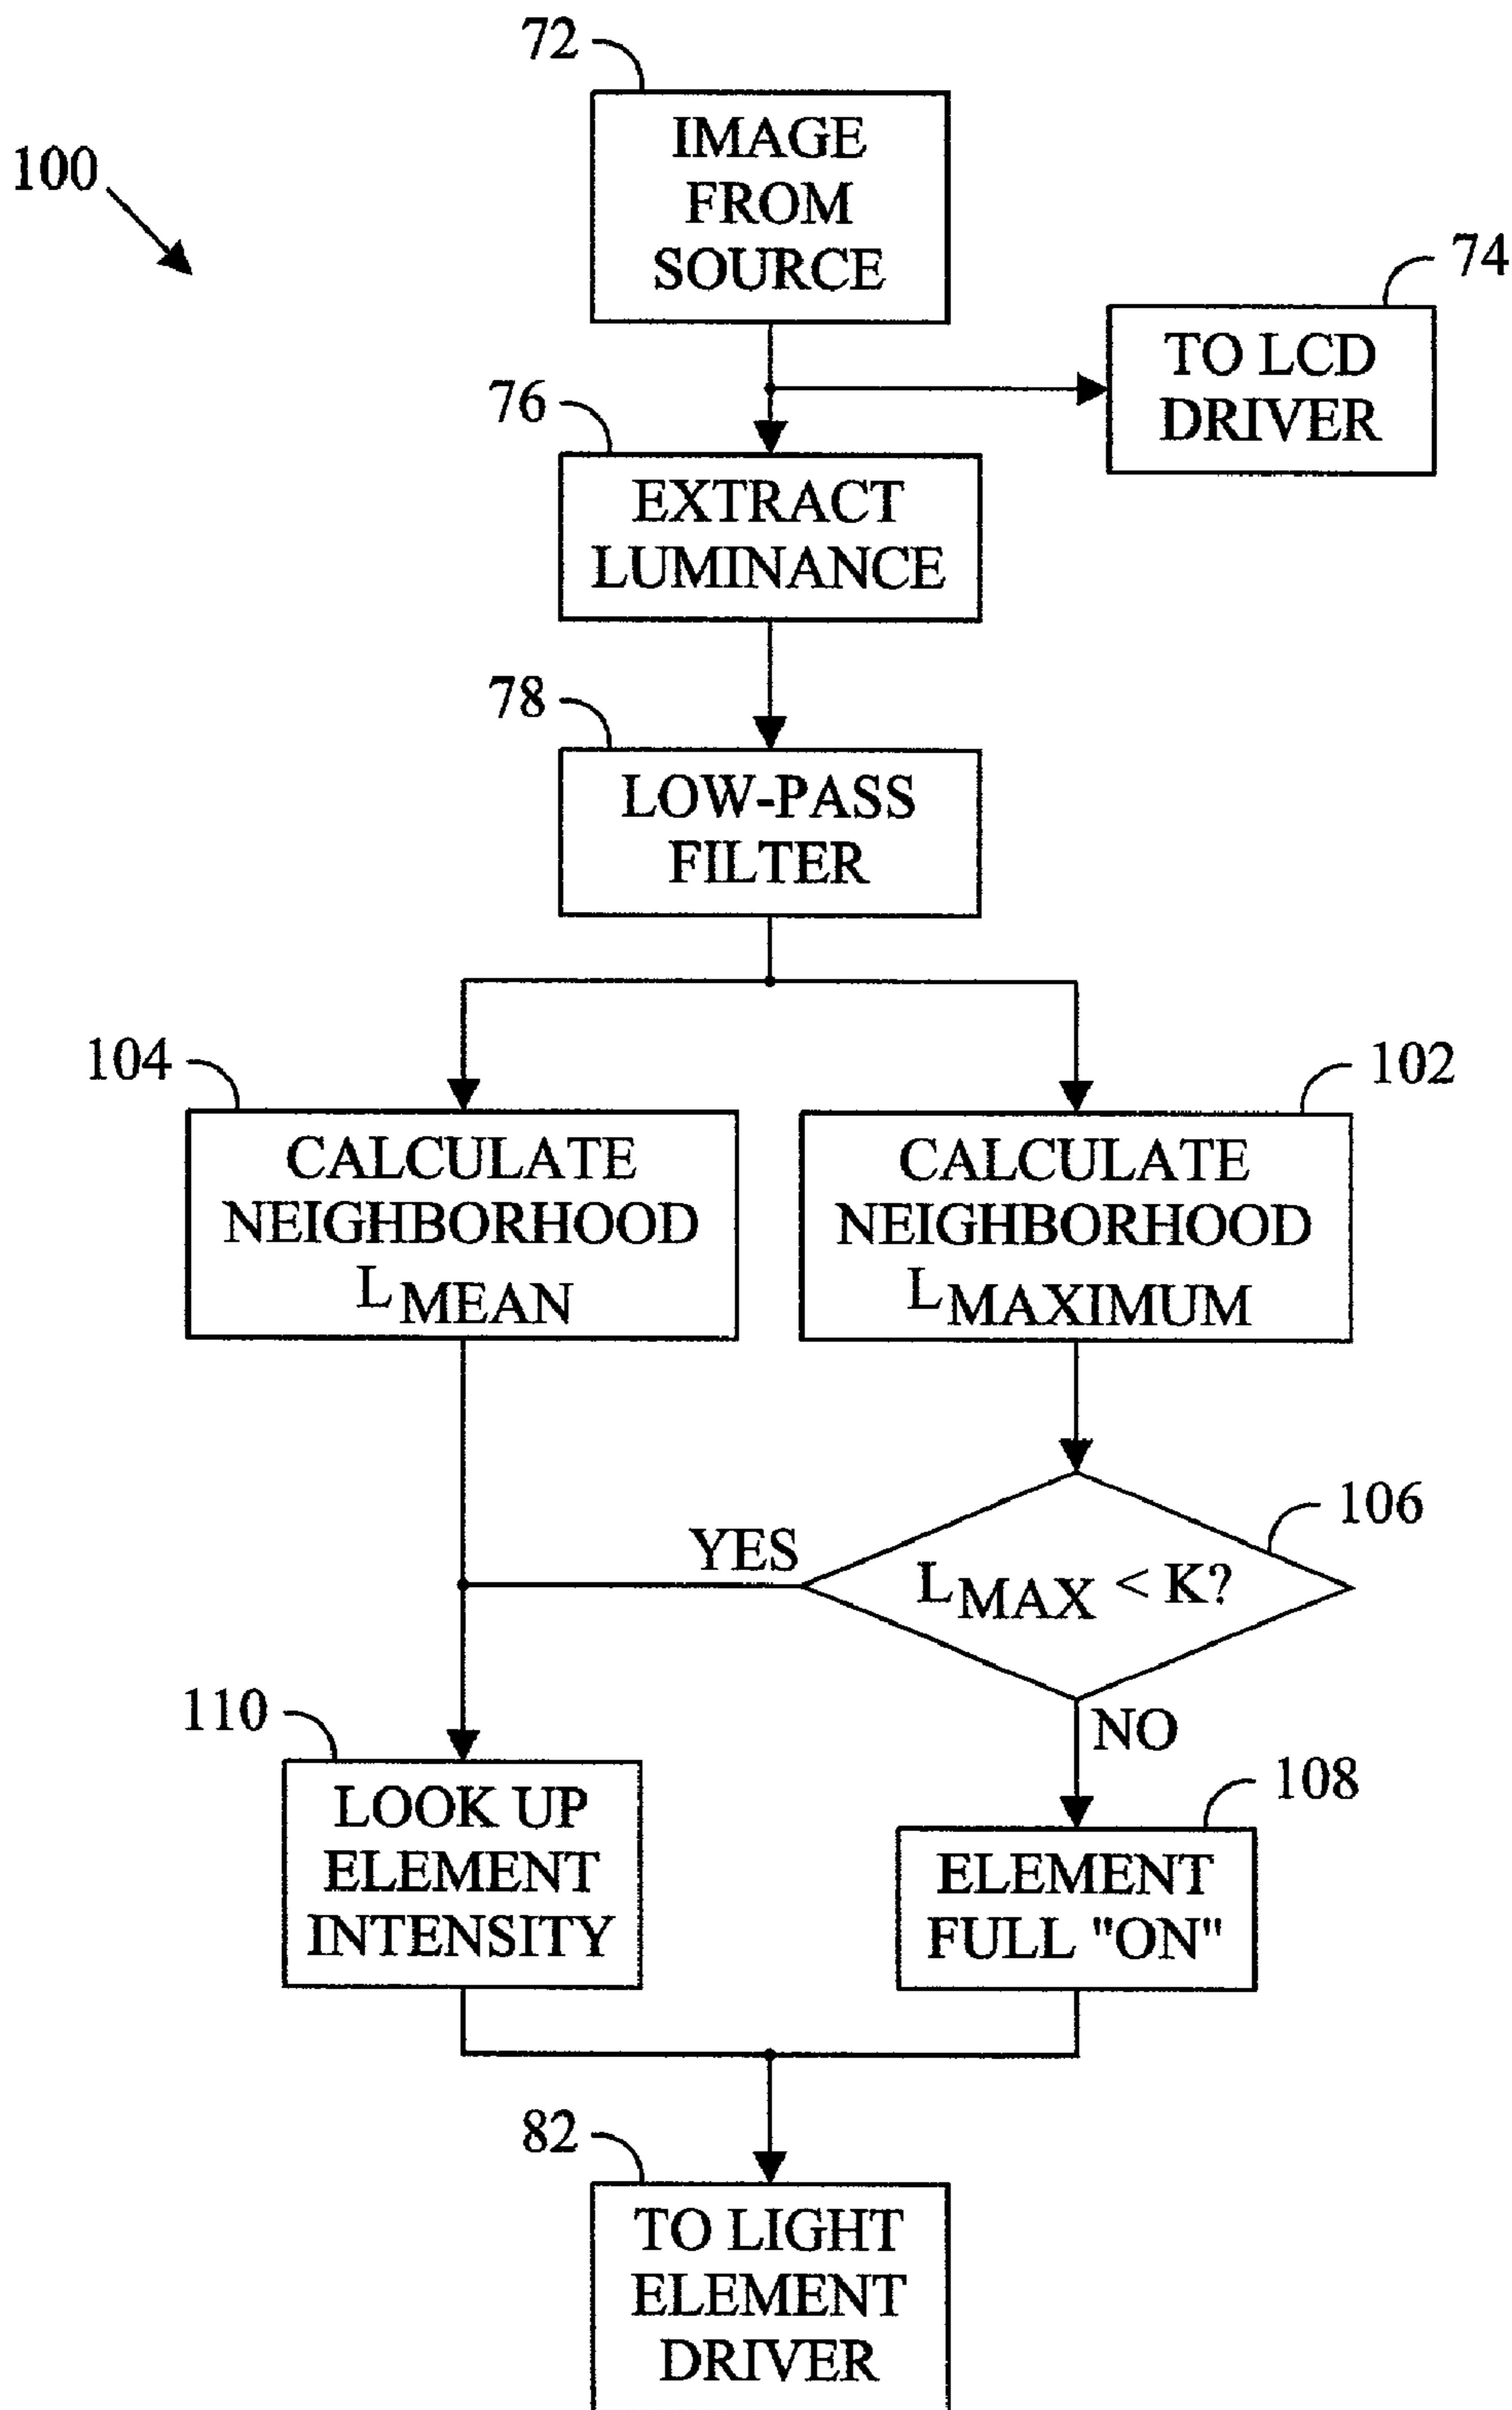 72
IMAGE
FROM
SOURCE
100
74
TO LCD
DRIVER
76
EXTRACT
LUMINANCE
78
LOW-PASS
FILTER
104
CALCULATE
NEIGHBORHOOD
LMEAN
102
CALCULATE
NEIGHBORHOOD
LMAXIMUM
106
LMAX < K?
YES
NO
110
LOOK UP
ELEMENT
INTENSITY
108
ELEMENT
FULL "ON"
82
TO LIGHT
ELEMENT
DRIVER